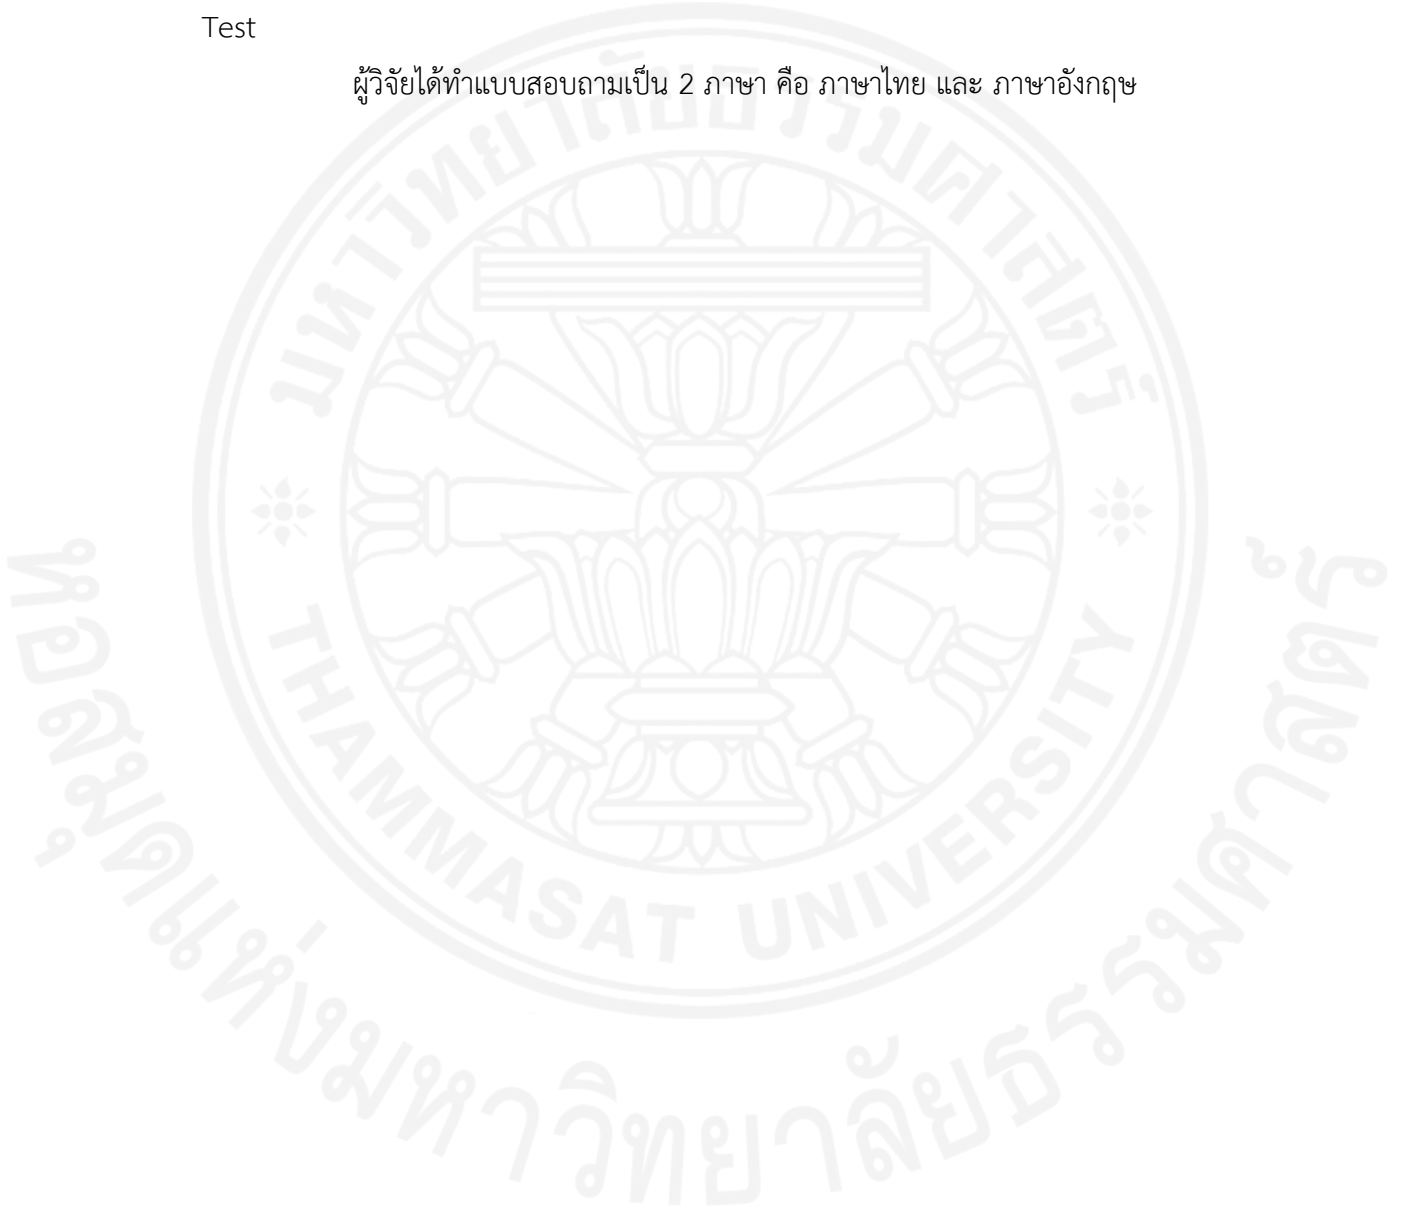 Test
ผู้วิจัยได้ทำแบบสอบถามเป็น 2 ภาษา คือ ภาษาไทย และ ภาษาอังกฤษ
มหาวิทยาลัยธรรมศาสตร์
THAMMASAT UNIVERSITY
หอสมุดแห่งมหาวิทยาลัยธรรมศาสตร์